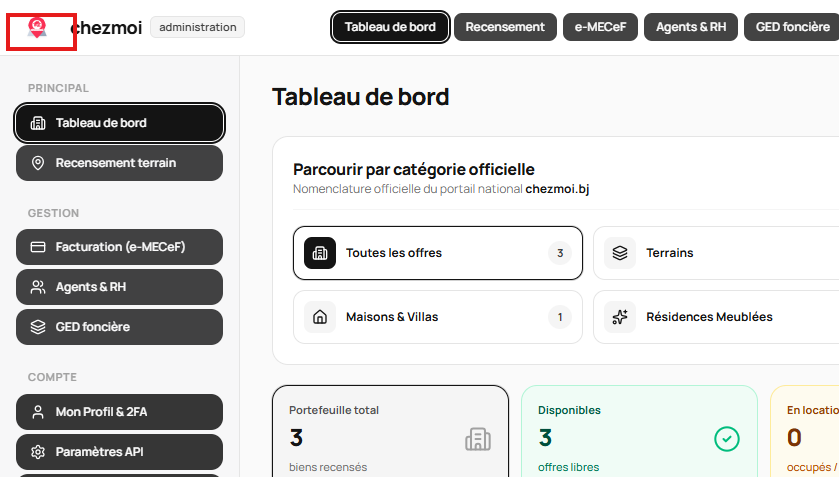 chezmoi administration Tableau de bord Recensement e-MECeF Agents & RH GED foncière
PRINCIPAL
Tableau de bord
Recensement terrain
GESTION
Facturation (e-MECeF)
Agents & RH
GED foncière
COMPTE
Mon Profil & 2FA
Paramètres API
Tableau de bord
Parcourir par catégorie officielle
Nomenclature officielle du portail national chezmoi.bj
Toutes les offres 3
Terrains
Maisons & Villas 1
Résidences Meublées
Portefeuille total
3
biens recensés
Disponibles
3
offres libres
En locatio
0
occupés /